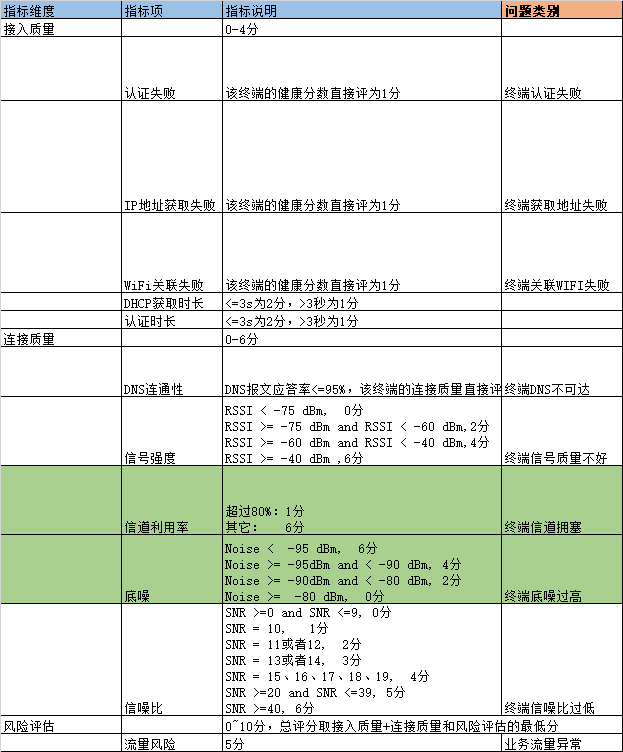 指标维度 指标项 指标说明 问题类别
接入质量 0-4分
认证失败 该终端的健康分数直接评为1分 终端认证失败
IP地址获取失败 该终端的健康分数直接评为1分 终端获取地址失败
WiFi关联失败 该终端的健康分数直接评为1分 终端关联WIFI失败
DHCP获取时长 <=3s为2分，>3秒为1分
认证时长 <=3s为2分，>3秒为1分
连接质量 0-6分
DNS连通性 DNS报文应答率<=95%，该终端的连接质量直接评 终端DNS不可达
RSSI < -75 dBm,  0分
RSSI >= -75 dBm and RSSI < -60 dBm,2分
RSSI >= -60 dBm and RSSI < -40 dBm,4分
信号强度 RSSI >= -40 dBm ,6分 终端信号质量不好
超过80%：1分
信道利用率 其它：  6分 终端信道拥塞
Noise <  -95 dBm,  6分
Noise >= -95dBm and < -90 dBm, 4分
Noise >= -90dBm and < -80 dBm, 2分
底噪 Noise >=  -80 dBm,  0分 终端底噪过高
SNR >=0 and SNR <=9, 0分
SNR = 10,   1分
SNR = 11或者12,  2分
SNR = 13或者14,  3分
SNR = 15、16、17、18、19,  4分
SNR >=20 and SNR <=39, 5分
信噪比 SNR >=40, 6分 终端信噪比过低
风险评估 0~10分，总评分取接入质量+连接质量和风险评估的最低分
流量风险 5分 业务流量异常